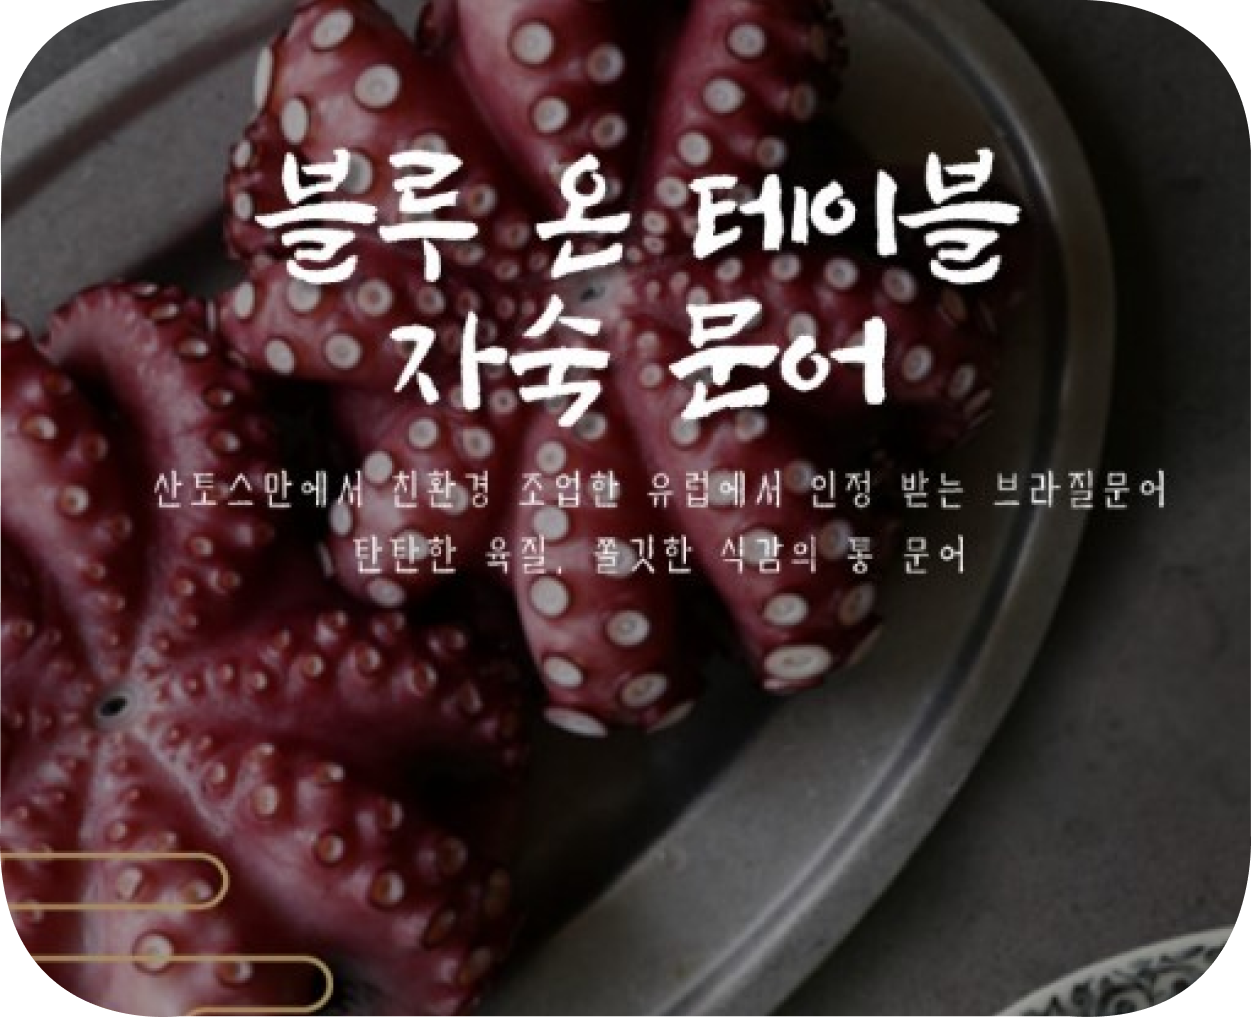 블루 온 테이블
자숙 문어
산토스만에서 친환경 조업한 유럽에서 인정 받는 브라질문어
탄탄한 육질, 쫄깃한 식감의 통 문어